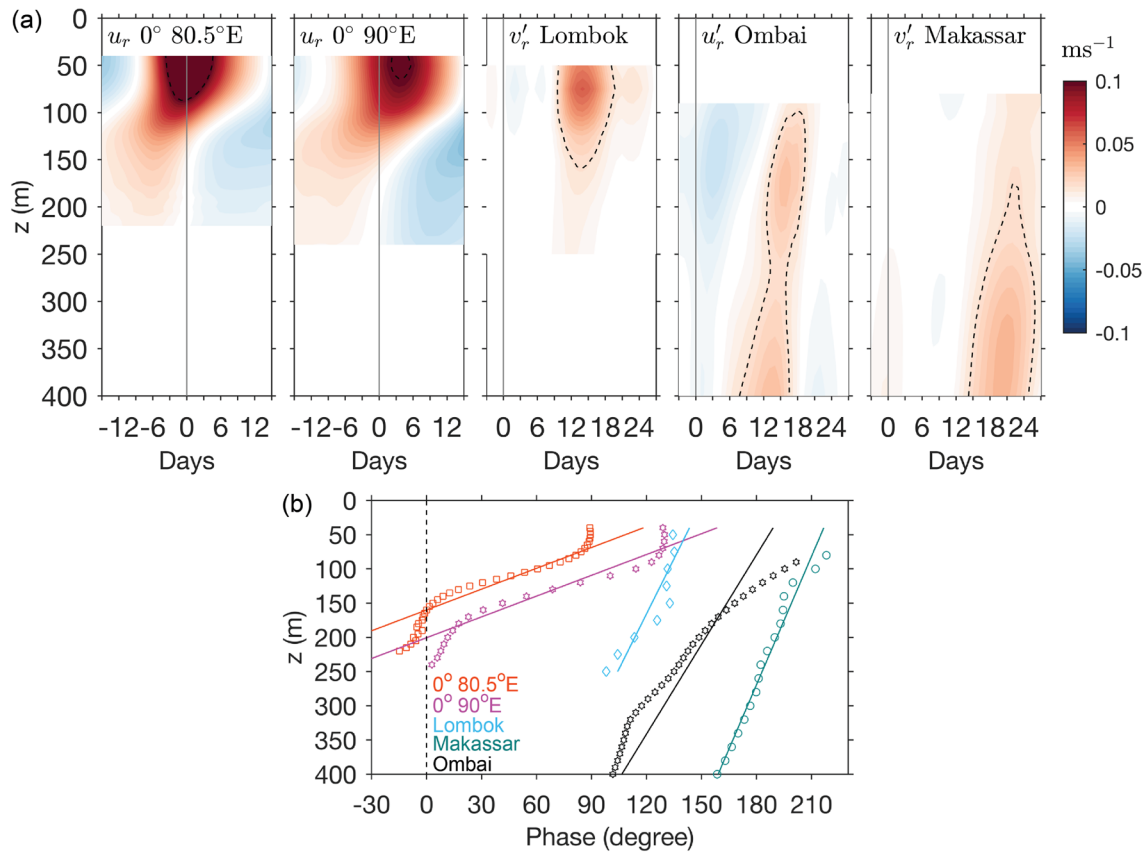 (a)
u_r 0° 80.5°E
u_r 0° 90°E
v′_r Lombok
u′_r Ombai
v′_r Makassar
ms⁻¹
0
50
100
150
200
250
300
350
400
z (m)
0.1
0.05
0
-0.05
-0.1
-12 -6 0 6 12
-12 -6 0 6 12
0 6 12 18 24
0 6 12 18 24
0 6 12 18 24
Days Days Days Days Days
(b)
0
50
100
150
200
250
300
350
400
z (m)
0° 80.5°E
0° 90°E
Lombok
Makassar
Ombai
-30 0 30 60 90 120 150 180 210
Phase (degree)